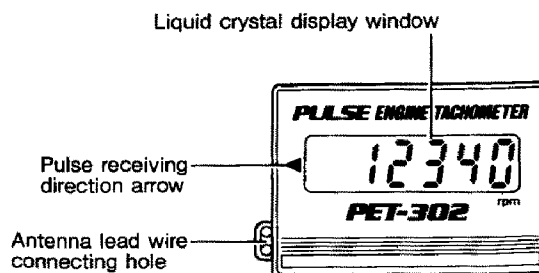 Liquid crystal display window
PULSE ENGINE TACHOMETER
12340
rpm
Pulse receiving
direction arrow
PET-302
Antenna lead wire
connecting hole